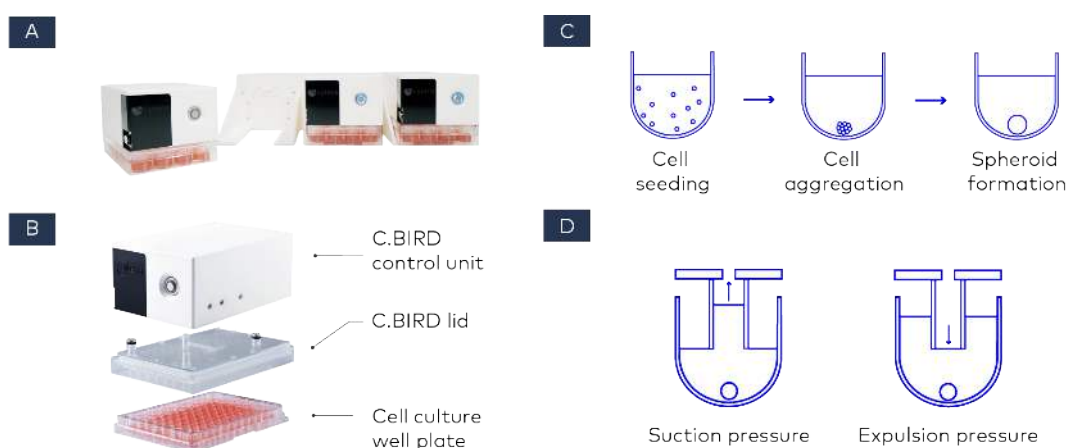 A
B
C.BIRD
control unit
C.BIRD lid
Cell culture
well plate
C
Cell
seeding
Cell
aggregation
Spheroid
formation
D
Suction pressure
Expulsion pressure